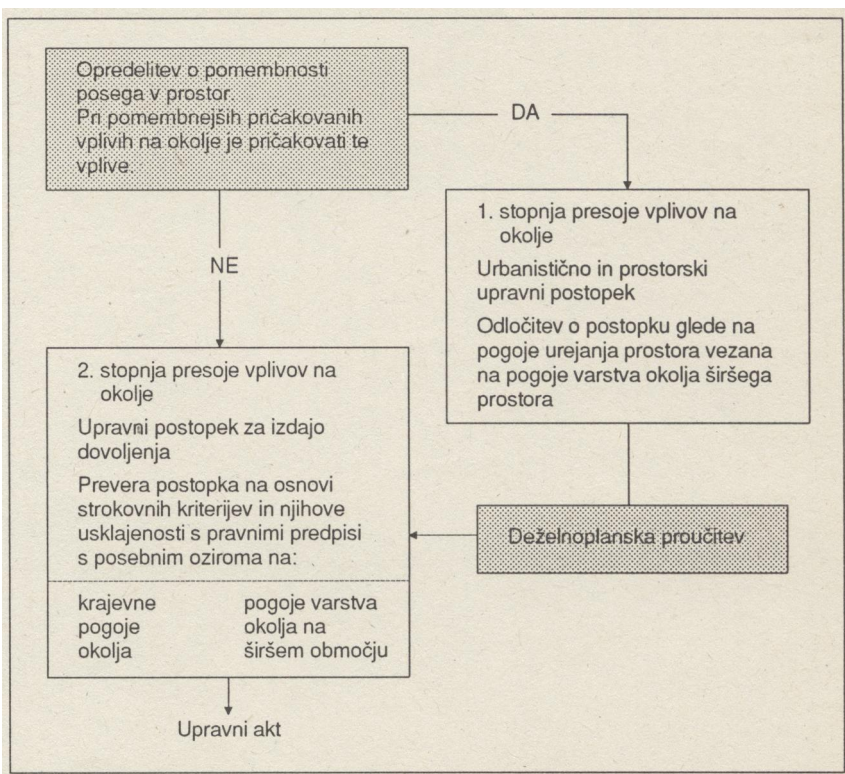 Opredelitev o pomembnosti
posega v prostor.
Pri pomembnejših pričakovanih
vplivih na okolje je pričakovati te
vplive.
DA
NE
1. stopnja presoje vplivov na
okolje
Urbanistično in prostorski
upravni postopek
Odločitev o postopku glede na
pogoje urejanja prostora vezana
na pogoje varstva okolja širšega
prostora
2. stopnja presoje vplivov na
okolje
Upravni postopek za izdajo
dovoljenja
Prevera postopka na osnovi
strokovnih kriterijev in njihove
usklajenosti s pravnimi predpisi
s posebnim oziroma na:
krajevne
pogoje
okolja
pogoje varstva
okolja na
širšem območju
Deželnoplanska proučitev
Upravni akt